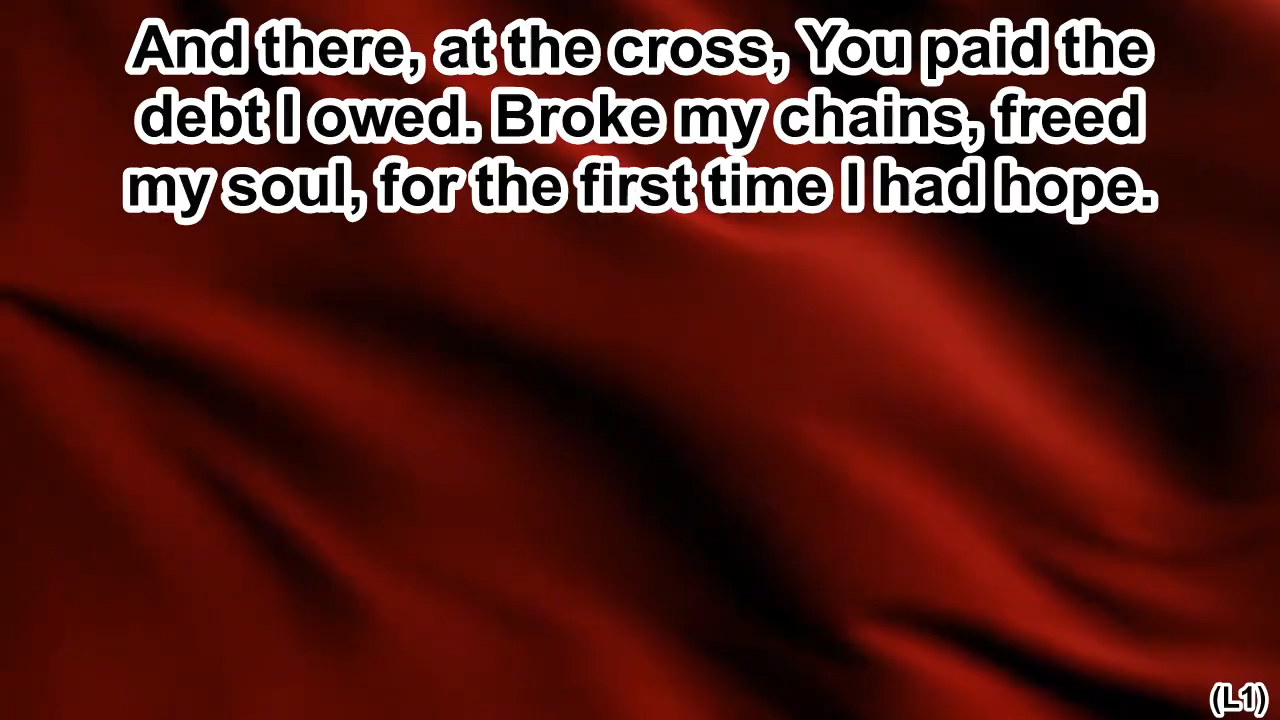 And there, at the cross, You paid the
debt I owed. Broke my chains, freed
my soul, for the first time I had hope.
(L1)